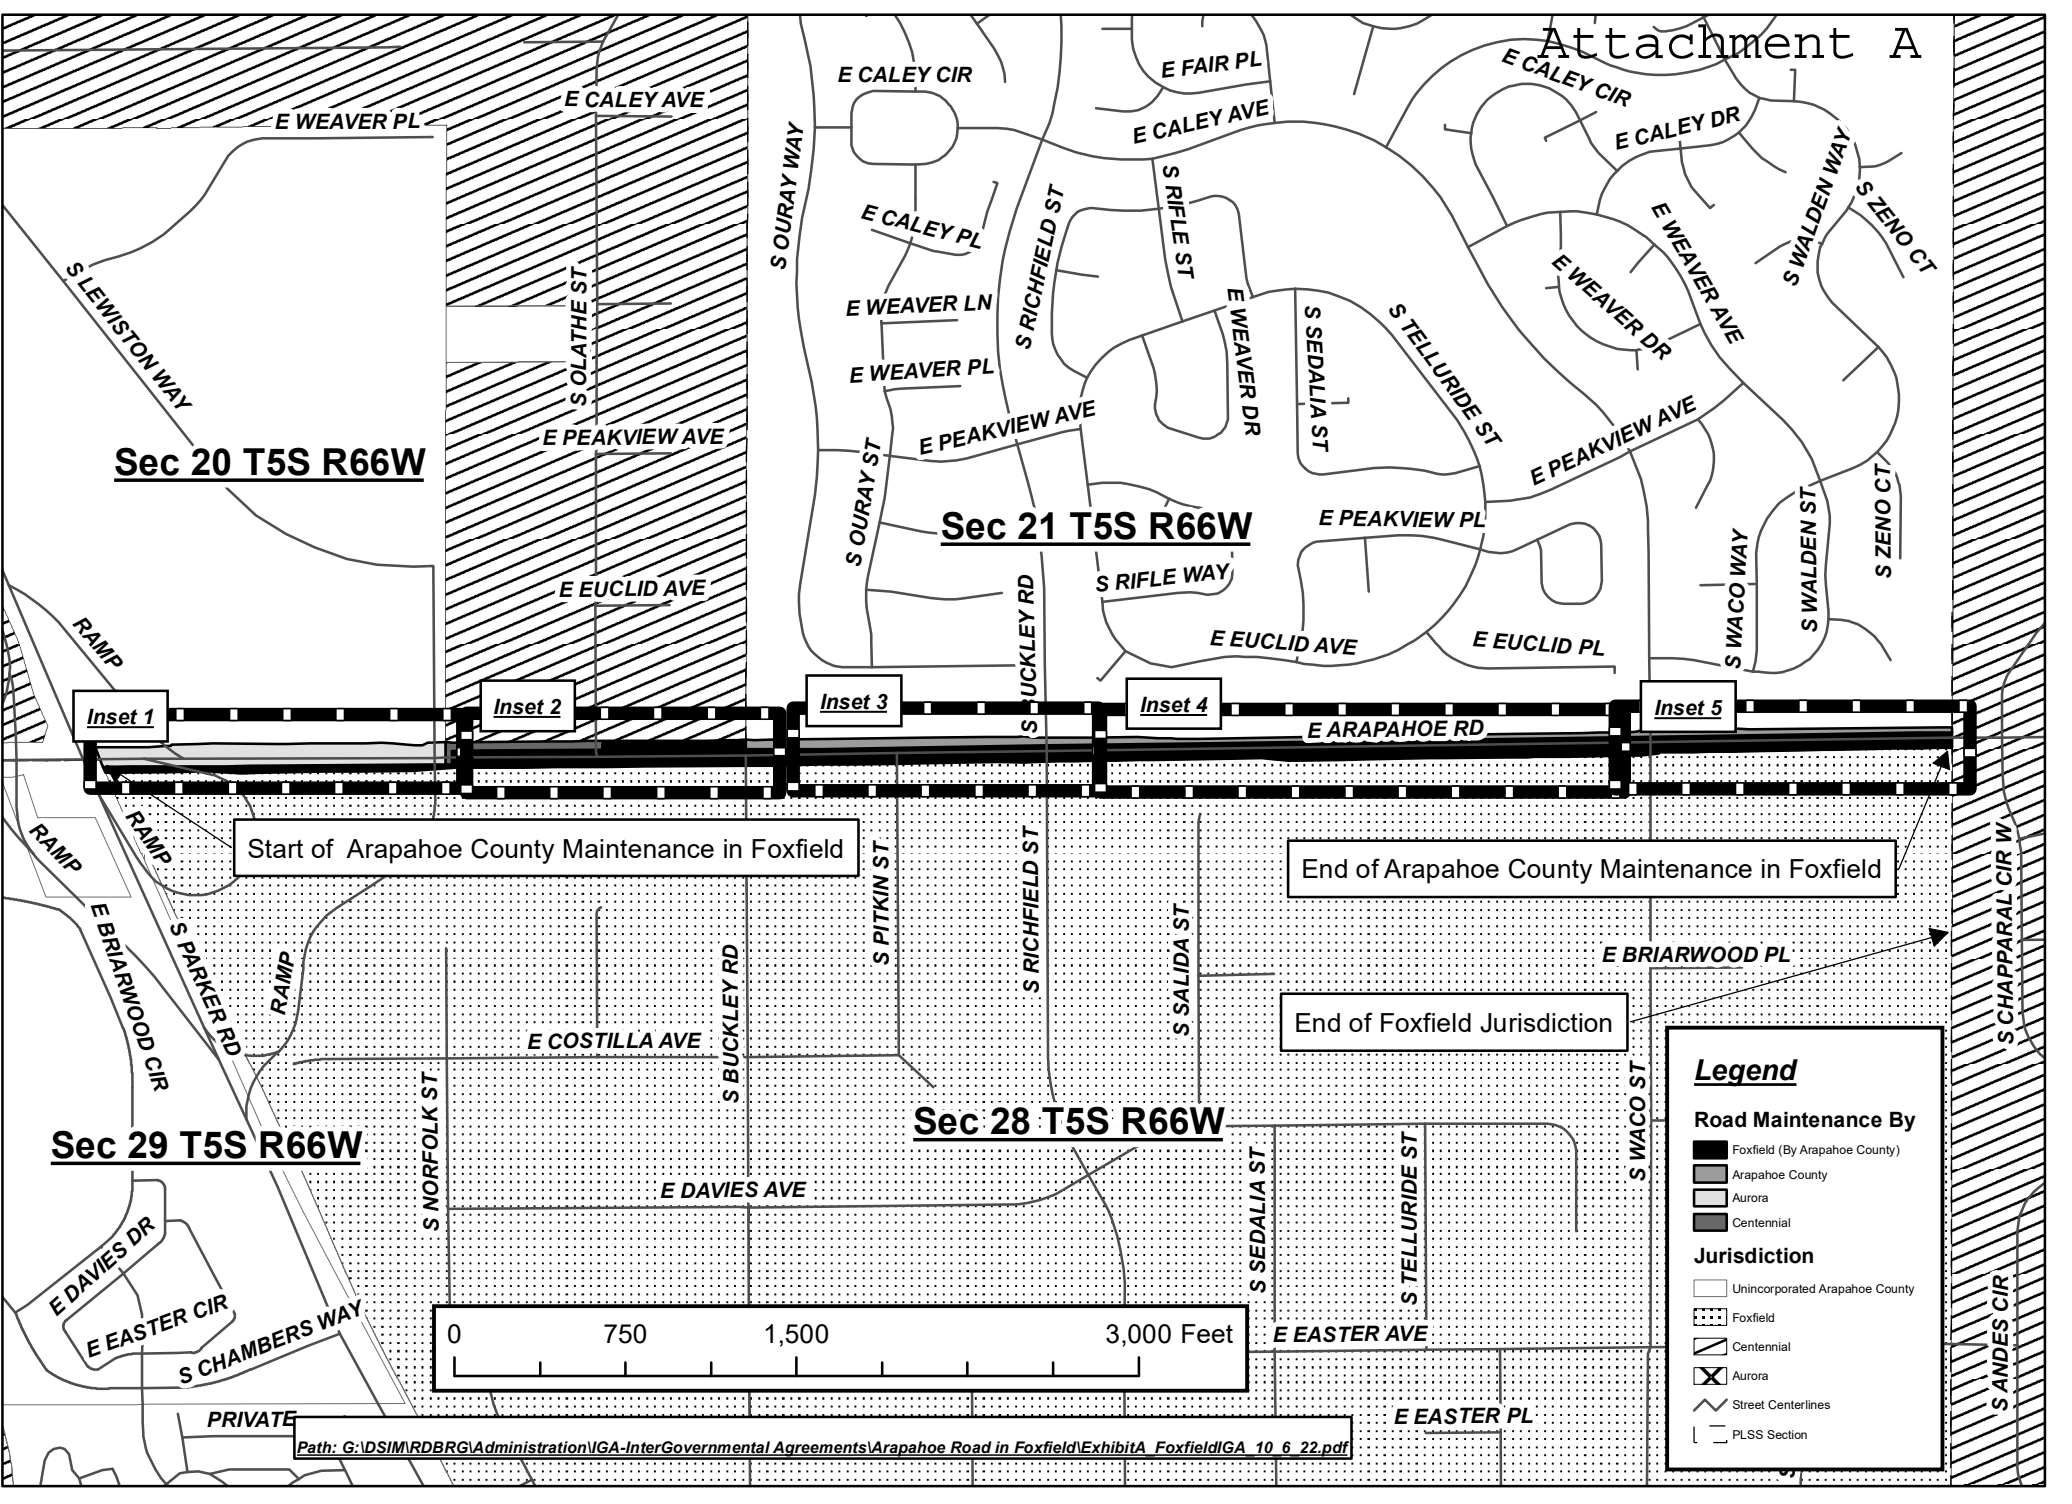 Attachment A
E CALEY CIR
E FAIR PL
E CALEY CIR
E CALEY AVE
E WEAVER PL
E CALEY AVE
E CALEY DR
S OURAY WAY
S WALDEN WAY
S RIFLE ST
S RICHFIELD ST
S ZENO CT
E CALEY PL
E WEAVER AVE
S LEWISTON WAY
S OLATHE ST
E WEAVER LN
E WEAVER DR
S SEDALIA ST
S TELLURIDE ST
E WEAVER DR
E WEAVER PL
E PEAKVIEW AVE
E PEAKVIEW AVE
E PEAKVIEW AVE
Sec 20 T5S R66W
S OURAY ST
S ZENO CT
Sec 21 T5S R66W
E PEAKVIEW PL
S WALDEN ST
S WACO WAY
E EUCLID AVE
S RIFLE WAY
S BUCKLEY RD
RAMP
E EUCLID AVE
E EUCLID PL
Inset 1
Inset 2
Inset 3
Inset 4
Inset 5
E ARAPAHOE RD
RAMP
RAMP
Start of Arapahoe County Maintenance in Foxfield
End of Arapahoe County Maintenance in Foxfield
S PITKIN ST
S RICHFIELD ST
S SALIDA ST
S CHAPPARAL CIR W
E BRIARWOOD CIR
S PARKER RD
RAMP
S BUCKLEY RD
E BRIARWOOD PL
End of Foxfield Jurisdiction
E COSTILLA AVE
S NORFOLK ST
Sec 28 T5S R66W
Sec 29 T5S R66W
S WACO ST
E DAVIES AVE
S SEDALIA ST
S TELLURIDE ST
E DAVIES DR
E EASTER CIR
S CHAMBERS WAY
E EASTER AVE
S ANDES CIR
E EASTER PL
PRIVATE
0 750 1,500 3,000 Feet
Path: G:\DSIM\RDBRG\Administration\IGA-InterGovernmental Agreements\Arapahoe Road in Foxfield\ExhibitA_FoxfieldIGA_10_6_22.pdf
Legend
Road Maintenance By
Foxfield (By Arapahoe County)
Arapahoe County
Aurora
Centennial
Jurisdiction
Unincorporated Arapahoe County
Foxfield
Centennial
Aurora
Street Centerlines
PLSS Section